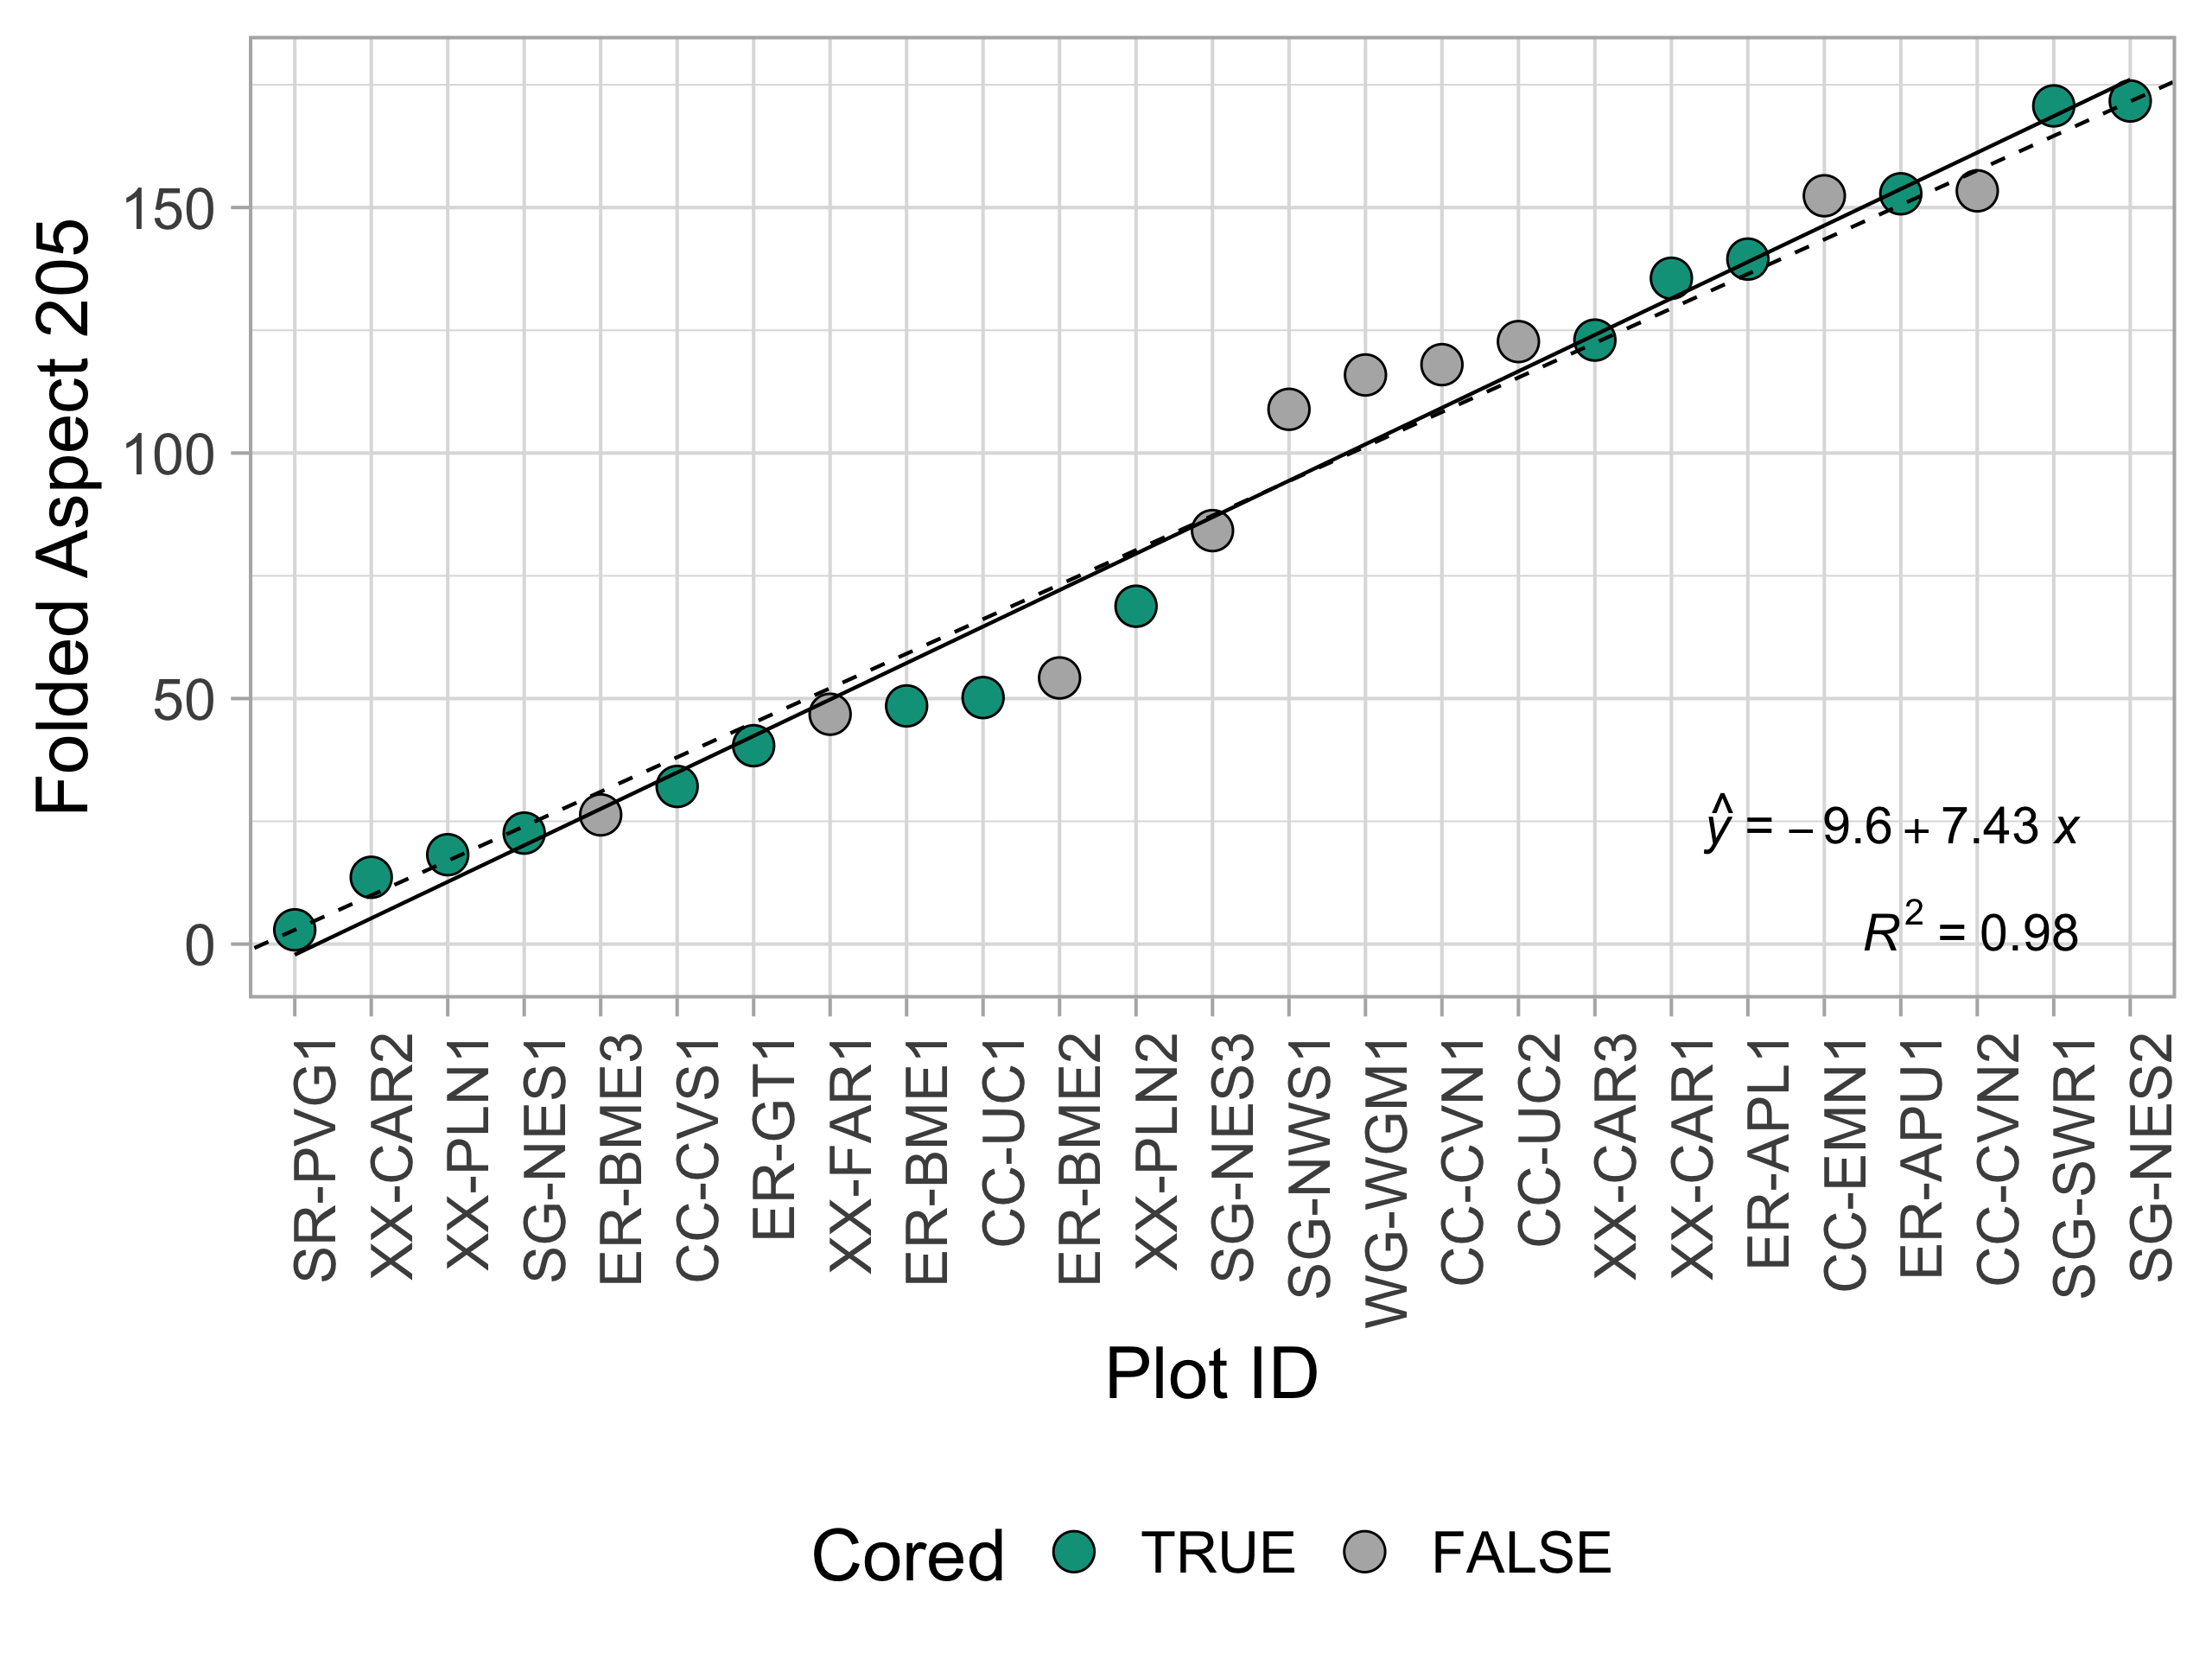 Folded Aspect 205
150
100
50
0
ŷ = − 9.6 + 7.43 x
R² = 0.98
SR-PVG1
XX-CAR2
XX-PLN1
SG-NES1
ER-BME3
CC-CVS1
ER-GT1
XX-FAR1
ER-BME1
CC-UC1
ER-BME2
XX-PLN2
SG-NES3
SG-NWS1
WG-WGM1
CC-CVN1
CC-UC2
XX-CAR3
XX-CAR1
ER-APL1
CC-EMN1
ER-APU1
CC-CVN2
SG-SWR1
SG-NES2
Plot ID
Cored TRUE FALSE